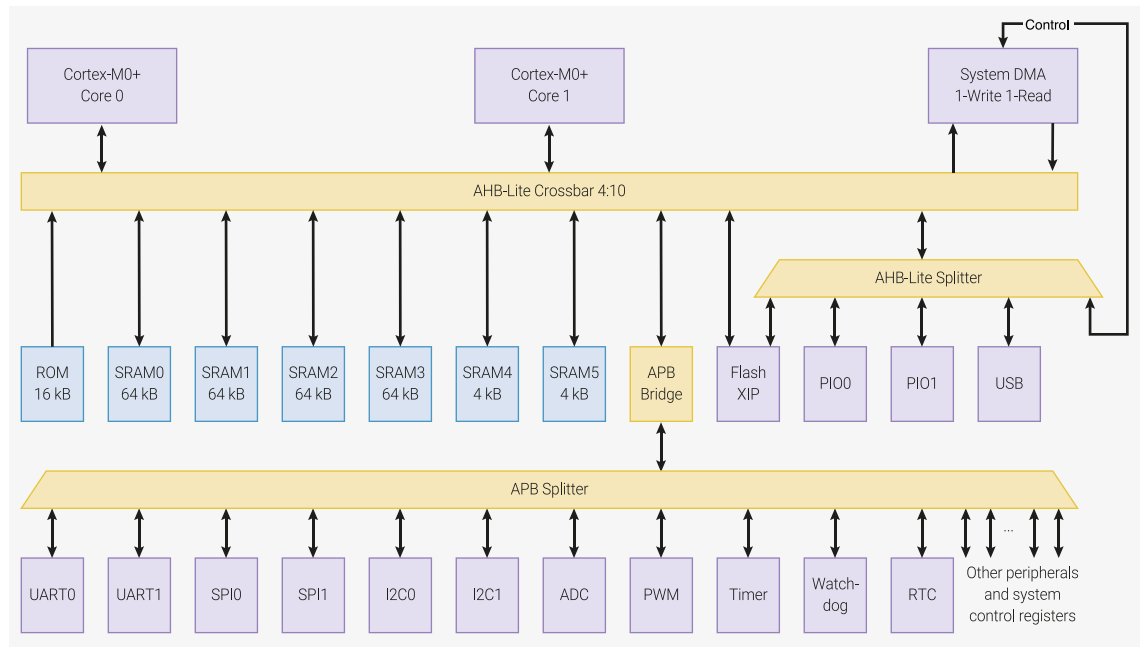 Control
Cortex-M0+
Core 0
Cortex-M0+
Core 1
System DMA
1-Write 1-Read
AHB-Lite Crossbar 4:10
AHB-Lite Splitter
ROM
16 kB
SRAM0
64 kB
SRAM1
64 kB
SRAM2
64 kB
SRAM3
64 kB
SRAM4
4 kB
SRAM5
4 kB
APB
Bridge
Flash
XIP
PIO0
PIO1
USB
APB Splitter
UART0
UART1
SPI0
SPI1
I2C0
I2C1
ADC
PWM
Timer
Watch-
dog
RTC
...
Other peripherals
and system
control registers